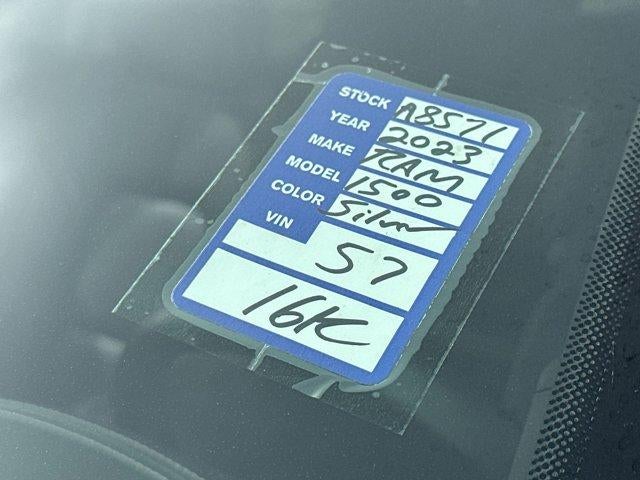 STOCK A8571
YEAR 2023
MAKE RAM
MODEL 1500
COLOR Silver
VIN
57
16K